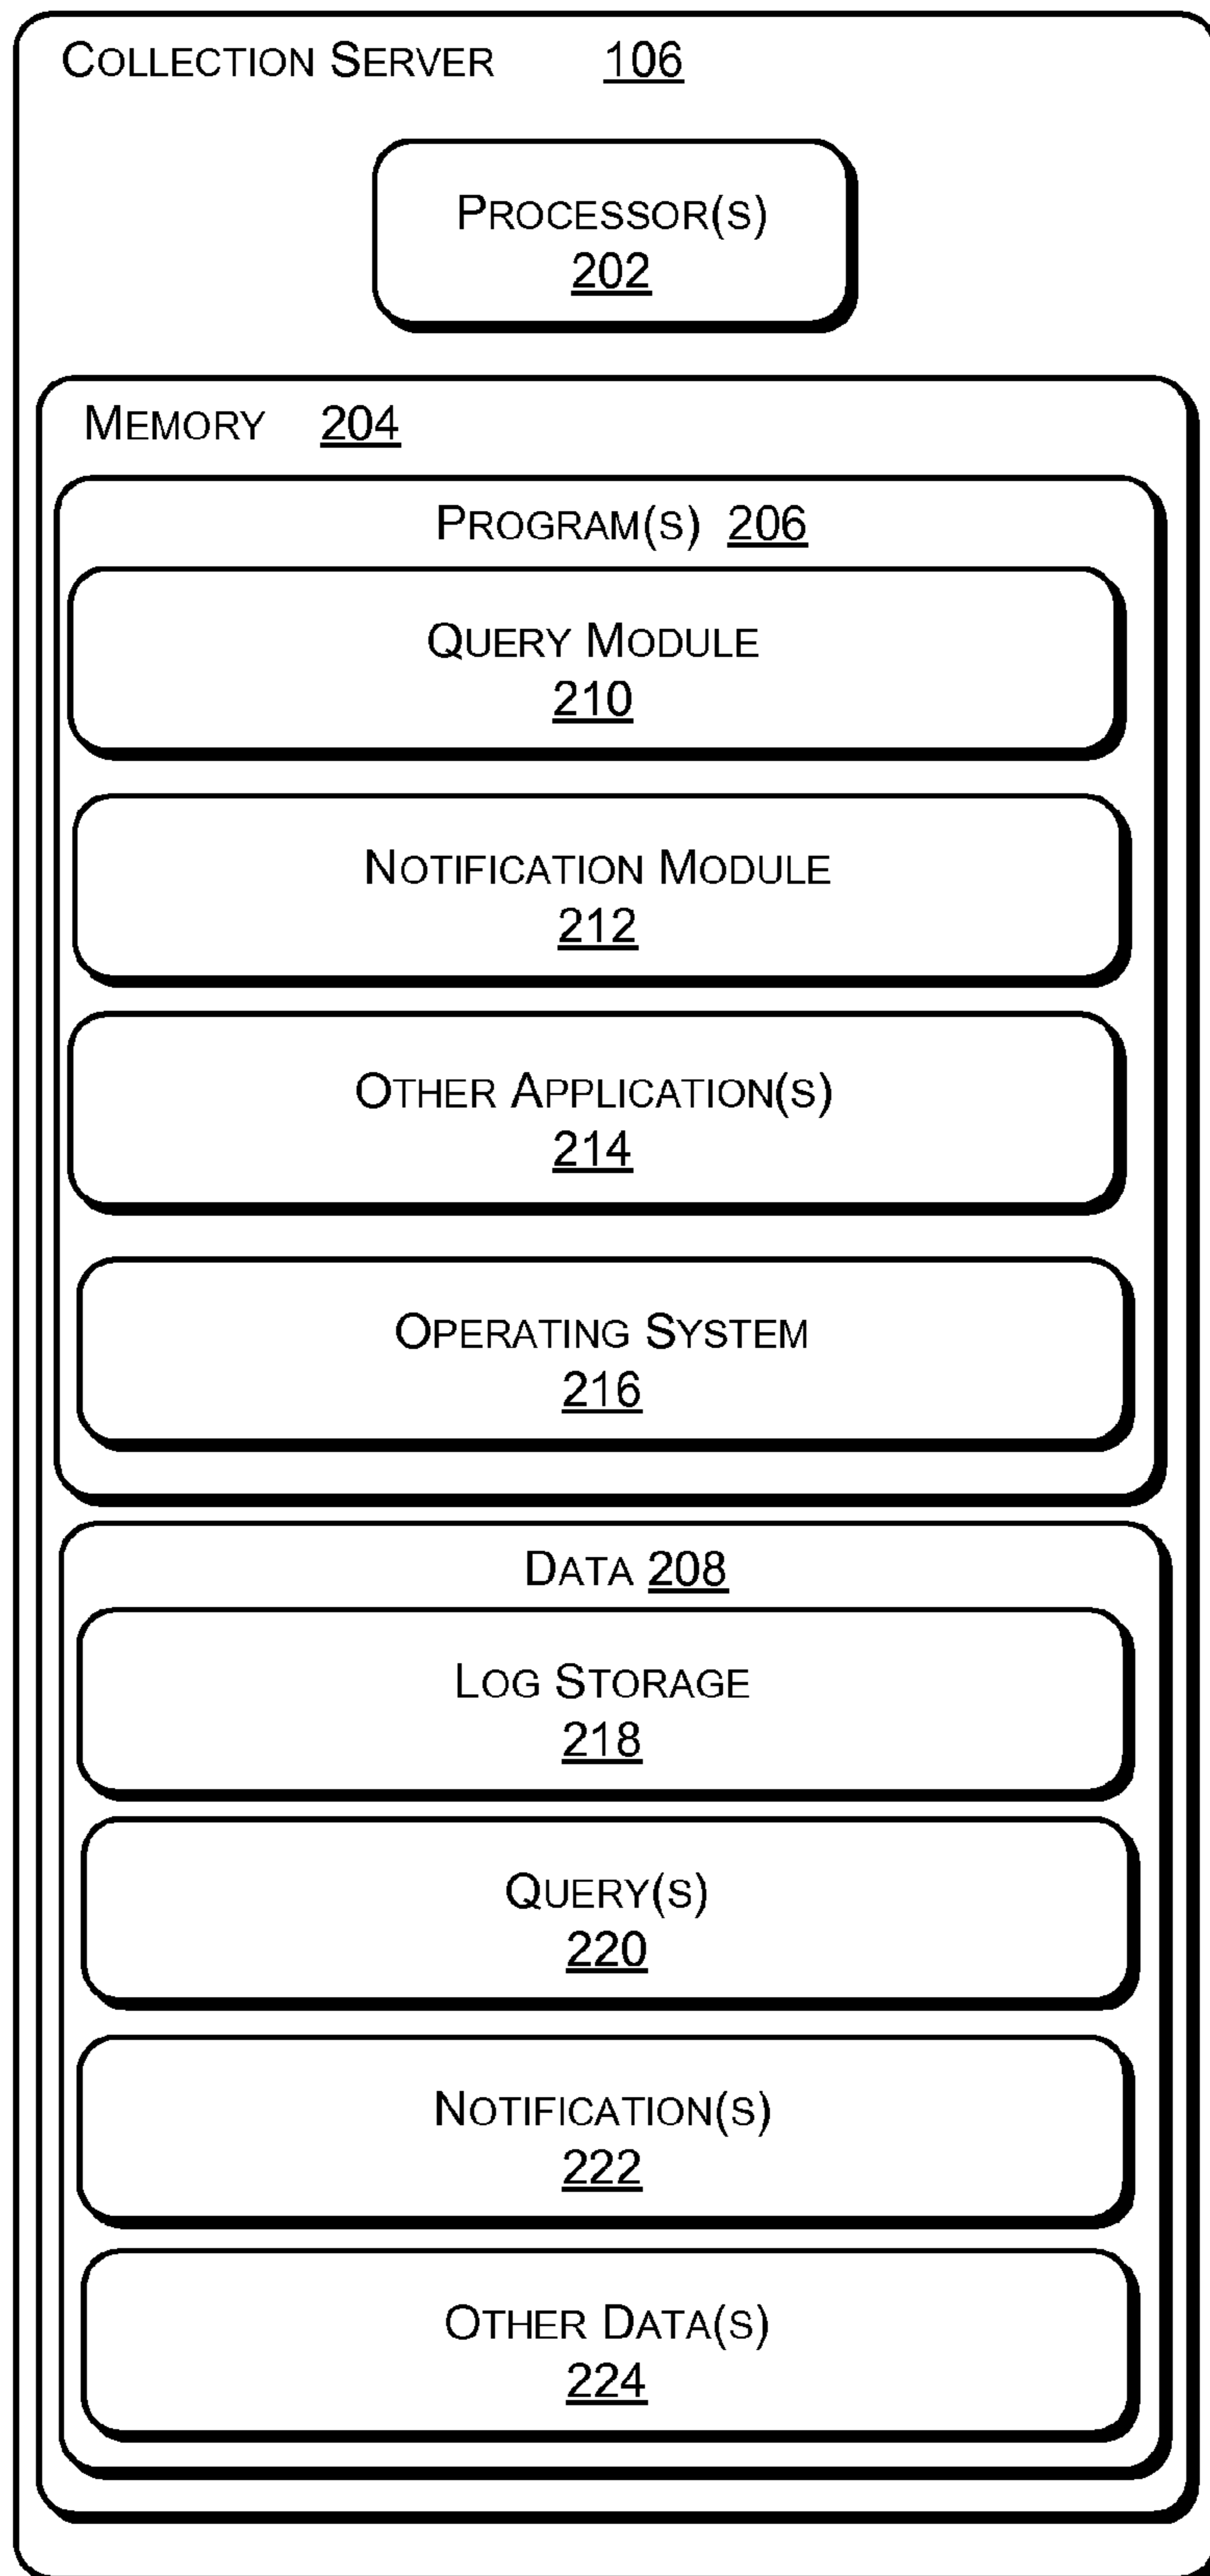 COLLECTION SERVER 106
PROCESSOR(S)
202
MEMORY 204
PROGRAM(S) 206
QUERY MODULE
210
NOTIFICATION MODULE
212
OTHER APPLICATION(S)
214
OPERATING SYSTEM
216
DATA 208
LOG STORAGE
218
QUERY(S)
220
NOTIFICATION(S)
222
OTHER DATA(S)
224